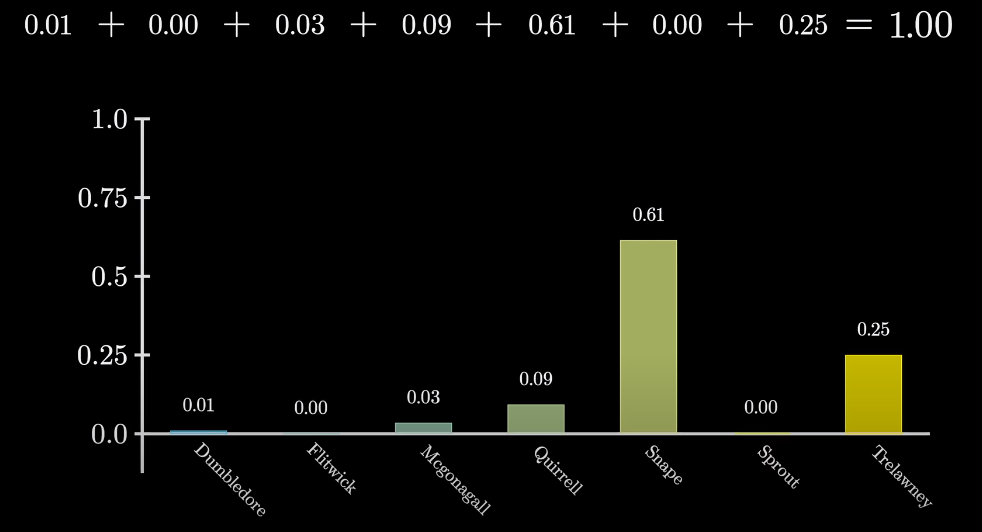 0.01 + 0.00 + 0.03 + 0.09 + 0.61 + 0.00 + 0.25 = 1.00
1.0
0.75
0.5
0.25
0.0
0.01
0.00
0.03
0.09
0.61
0.00
0.25
Dumbledore
Flitwick
Mcgonagall
Quirrell
Snape
Sprout
Trelawney